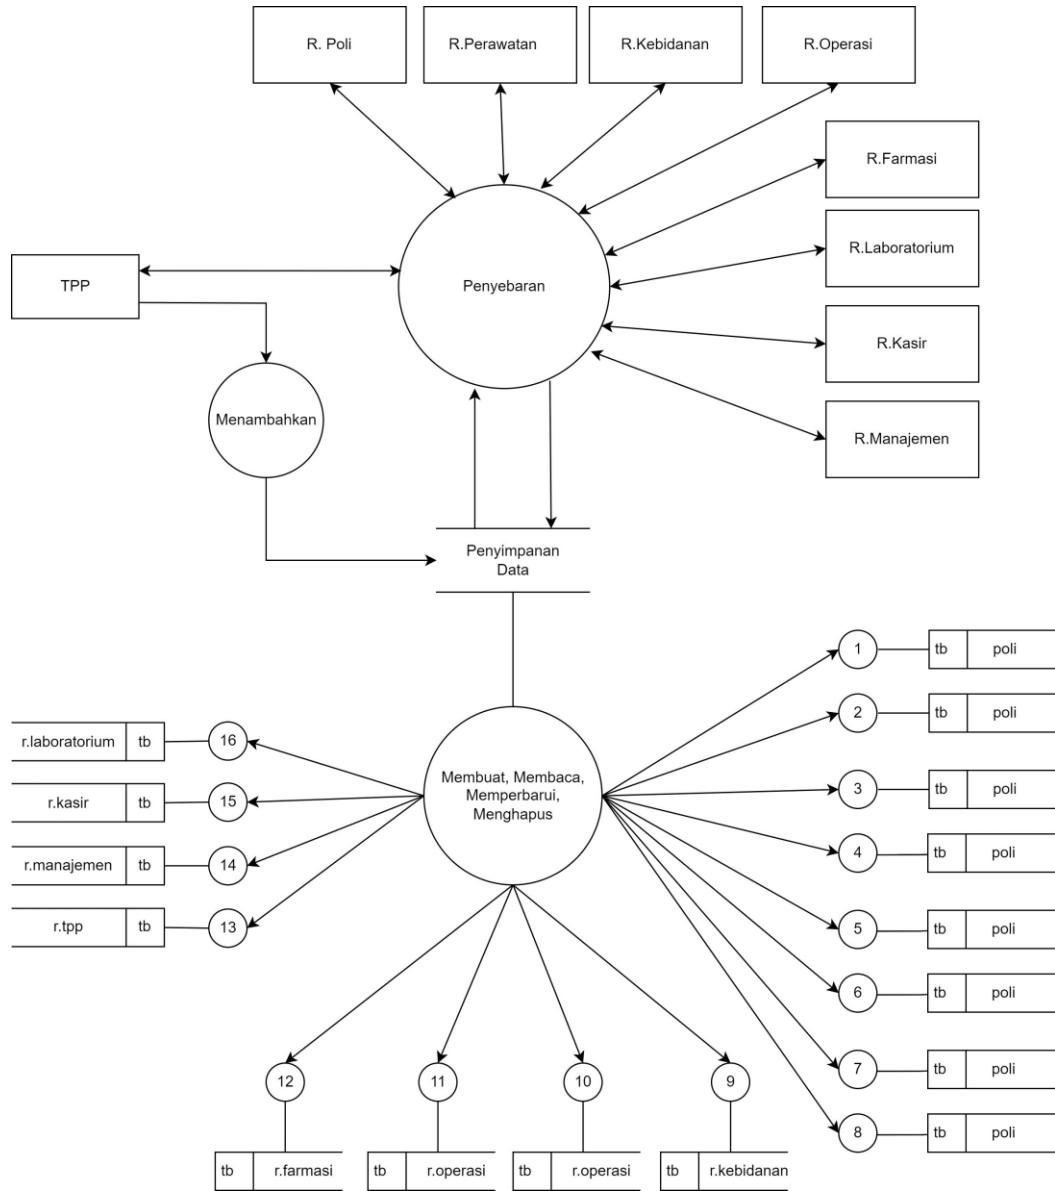 R. Poli
R.Perawatan
R.Kebidanan
R.Operasi
R.Farmasi
R.Laboratorium
R.Kasir
R.Manajemen
TPP
Penyebaran
Menambahkan
Penyimpanan
Data
Membuat, Membaca,
Memperbarui,
Menghapus
1 tb poli
2 tb poli
3 tb poli
4 tb poli
5 tb poli
6 tb poli
7 tb poli
8 tb poli
r.laboratorium tb 16
r.kasir tb 15
r.manajemen tb 14
r.tpp tb 13
12
11
10
9
tb r.farmasi
tb r.operasi
tb r.operasi
tb r.kebidanan